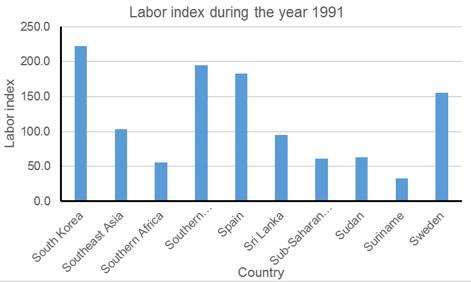 Labor index during the year 1991
250.0
200.0
150.0
100.0
50.0
0.0
Labor index
South Korea
Southeast Asia
Southern Africa
Southern...
Spain
Sri Lanka
Sub-Saharan...
Sudan
Suriname
Sweden
Country